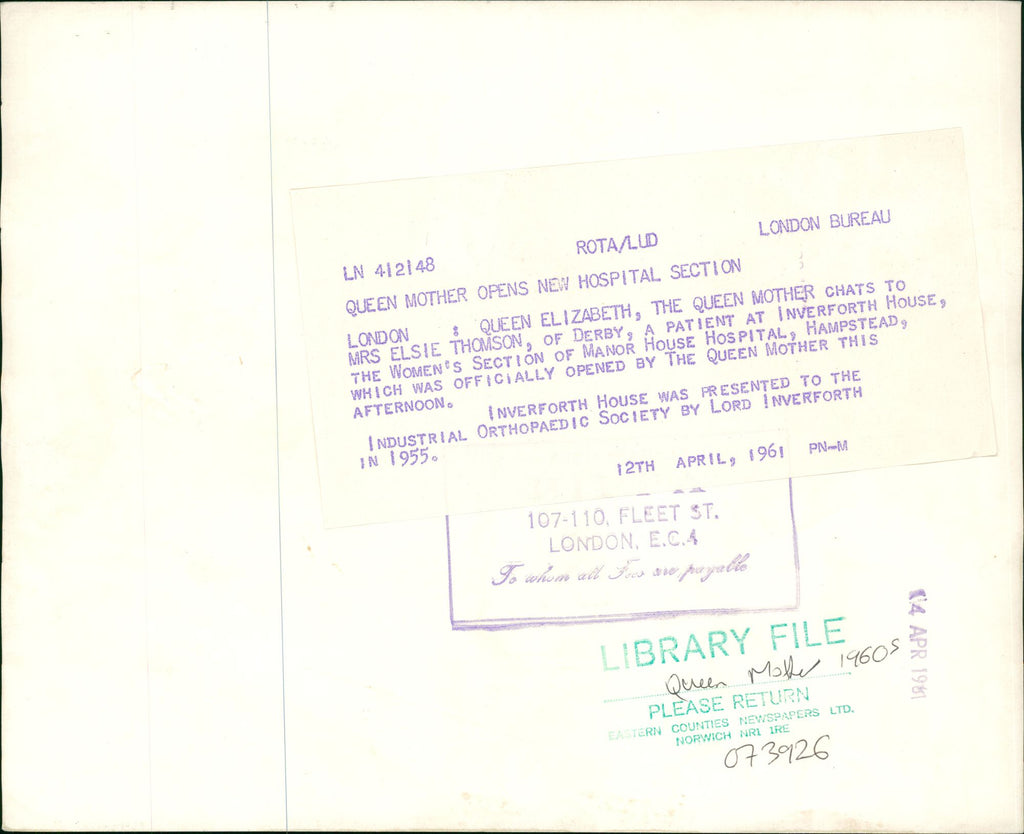 ROTA/LUD LONDON BUREAU
LN 412148
QUEEN MOTHER OPENS NEW HOSPITAL SECTION
LONDON : QUEEN ELIZABETH, THE QUEEN MOTHER CHATS TO
MRS ELSIE THOMSON, OF DERBY, A PATIENT AT INVERFORTH HOUSE,
THE WOMEN'S SECTION OF MANOR HOUSE HOSPITAL, HAMPSTEAD,
WHICH WAS OFFICIALLY OPENED BY THE QUEEN MOTHER THIS
AFTERNOON. INVERFORTH HOUSE WAS PRESENTED TO THE
INDUSTRIAL ORTHOPAEDIC SOCIETY BY LORD INVERFORTH
IN 1955.
12TH APRIL, 1961 PN-M
107-110, FLEET ST.
LONDON, E.C.4
To whom all Fees are payable
LIBRARY FILE
Queen Mother 1960s
PLEASE RETURN
EASTERN COUNTIES NEWSPAPERS LTD.
NORWICH NR1 1RE
073926
14 APR 1961